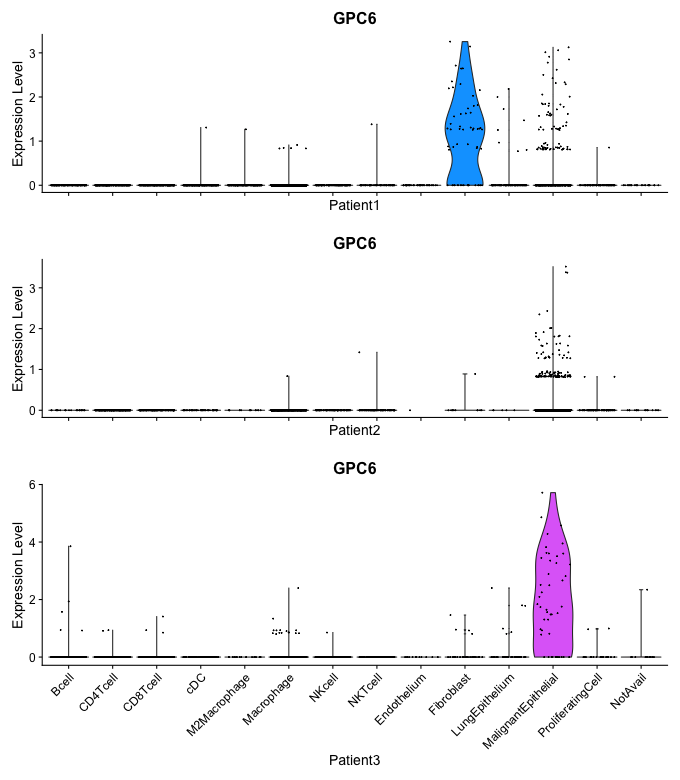 GPC6
Expression Level
3
2
1
0
Patient1
GPC6
Expression Level
3
2
1
0
Patient2
GPC6
Expression Level
6
4
2
0
Bcell
CD4Tcell
CD8Tcell
cDC
M2Macrophage
Macrophage
NKcell
NKTcell
Endothelium
Fibroblast
LungEpithelium
MalignantEpithelial
ProliferatingCell
NotAvail
Patient3